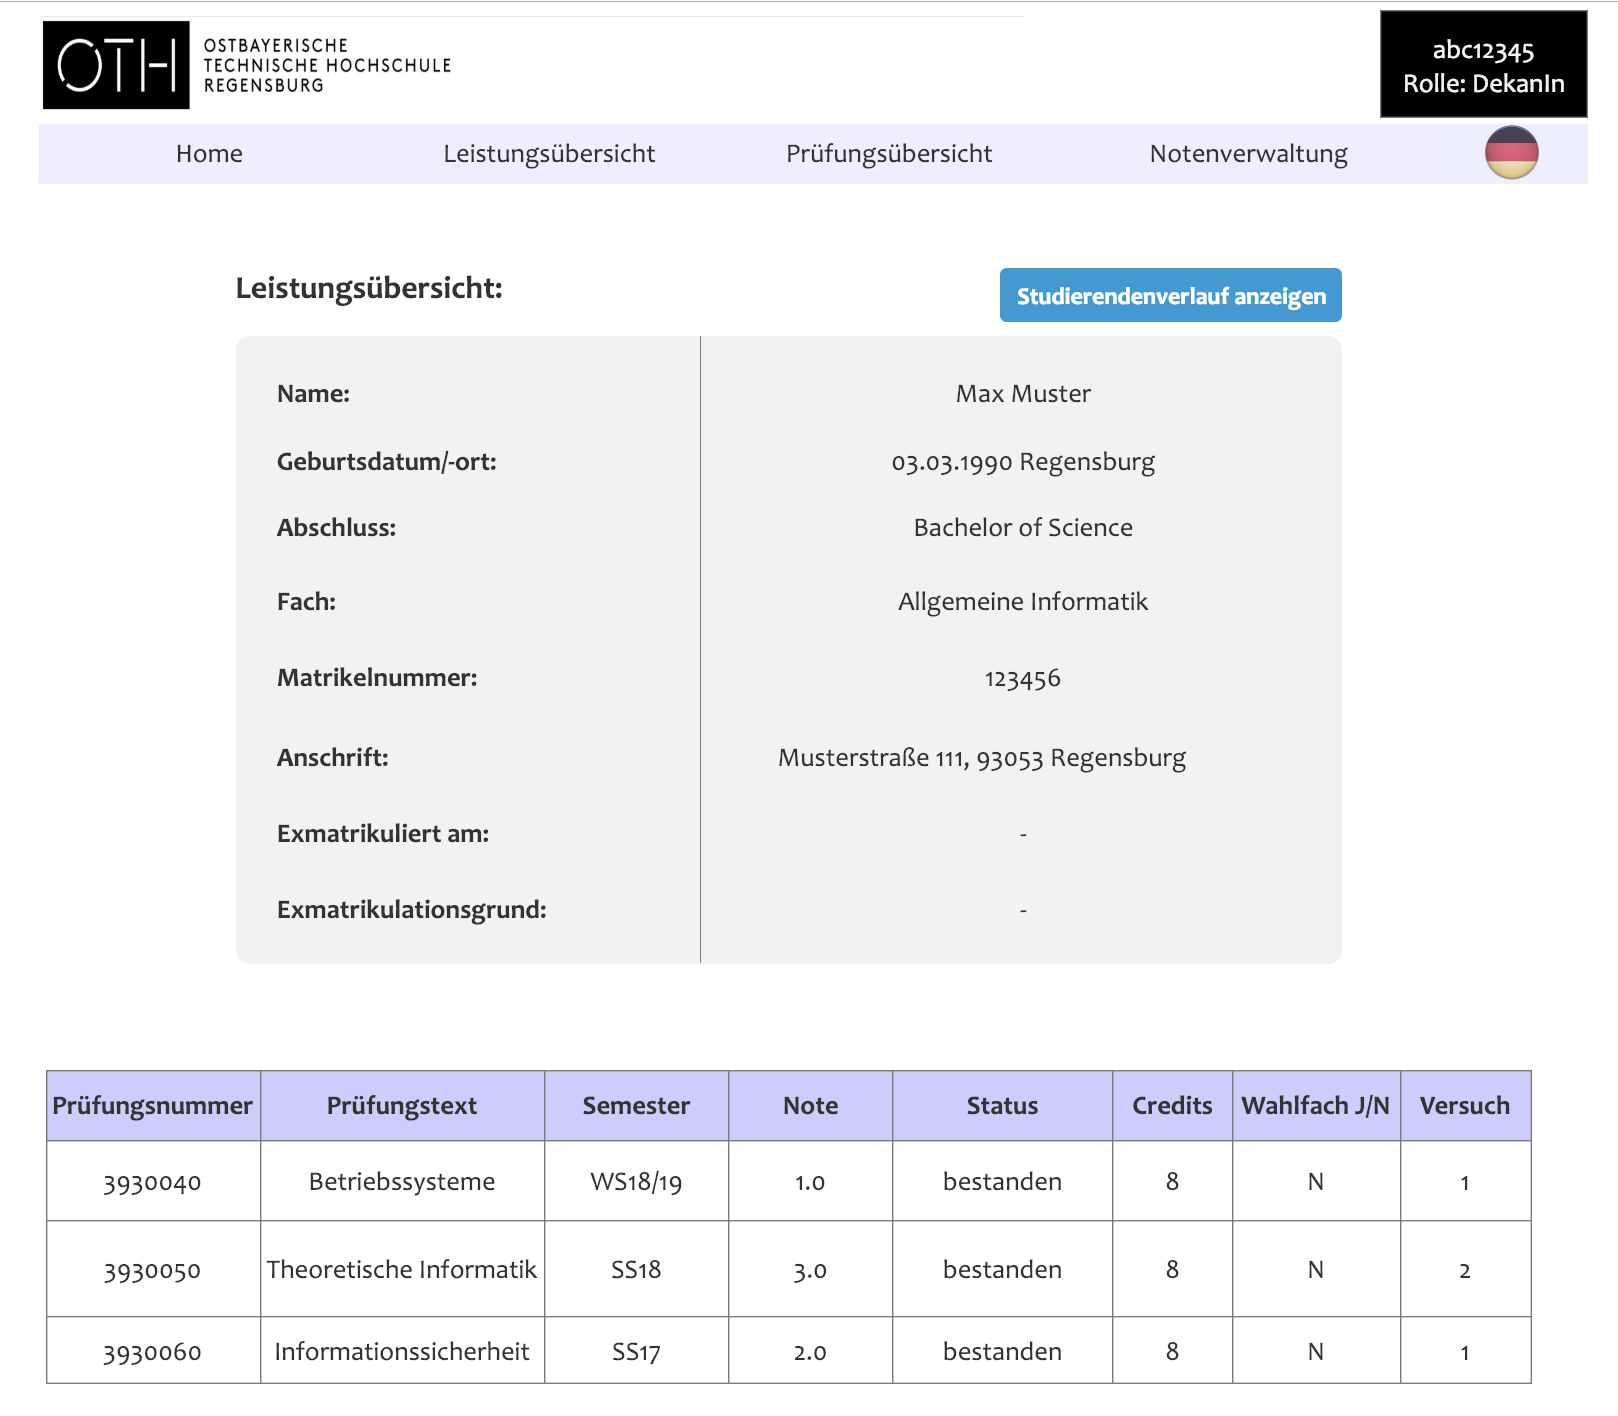 OTH
OSTBAYERISCHE
TECHNISCHE HOCHSCHULE
REGENSBURG
abc12345
Rolle: DekanIn
Home Leistungsübersicht Prüfungsübersicht Notenverwaltung
Leistungsübersicht:
Studierendenverlauf anzeigen
Name: Max Muster
Geburtsdatum/-ort: 03.03.1990 Regensburg
Abschluss: Bachelor of Science
Fach: Allgemeine Informatik
Matrikelnummer: 123456
Anschrift: Musterstraße 111, 93053 Regensburg
Exmatrikuliert am: -
Exmatrikulationsgrund: -
Prüfungsnummer Prüfungstext Semester Note Status Credits Wahlfach J/N Versuch
3930040 Betriebssysteme WS18/19 1.0 bestanden 8 N 1
3930050 Theoretische Informatik SS18 3.0 bestanden 8 N 2
3930060 Informationssicherheit SS17 2.0 bestanden 8 N 1